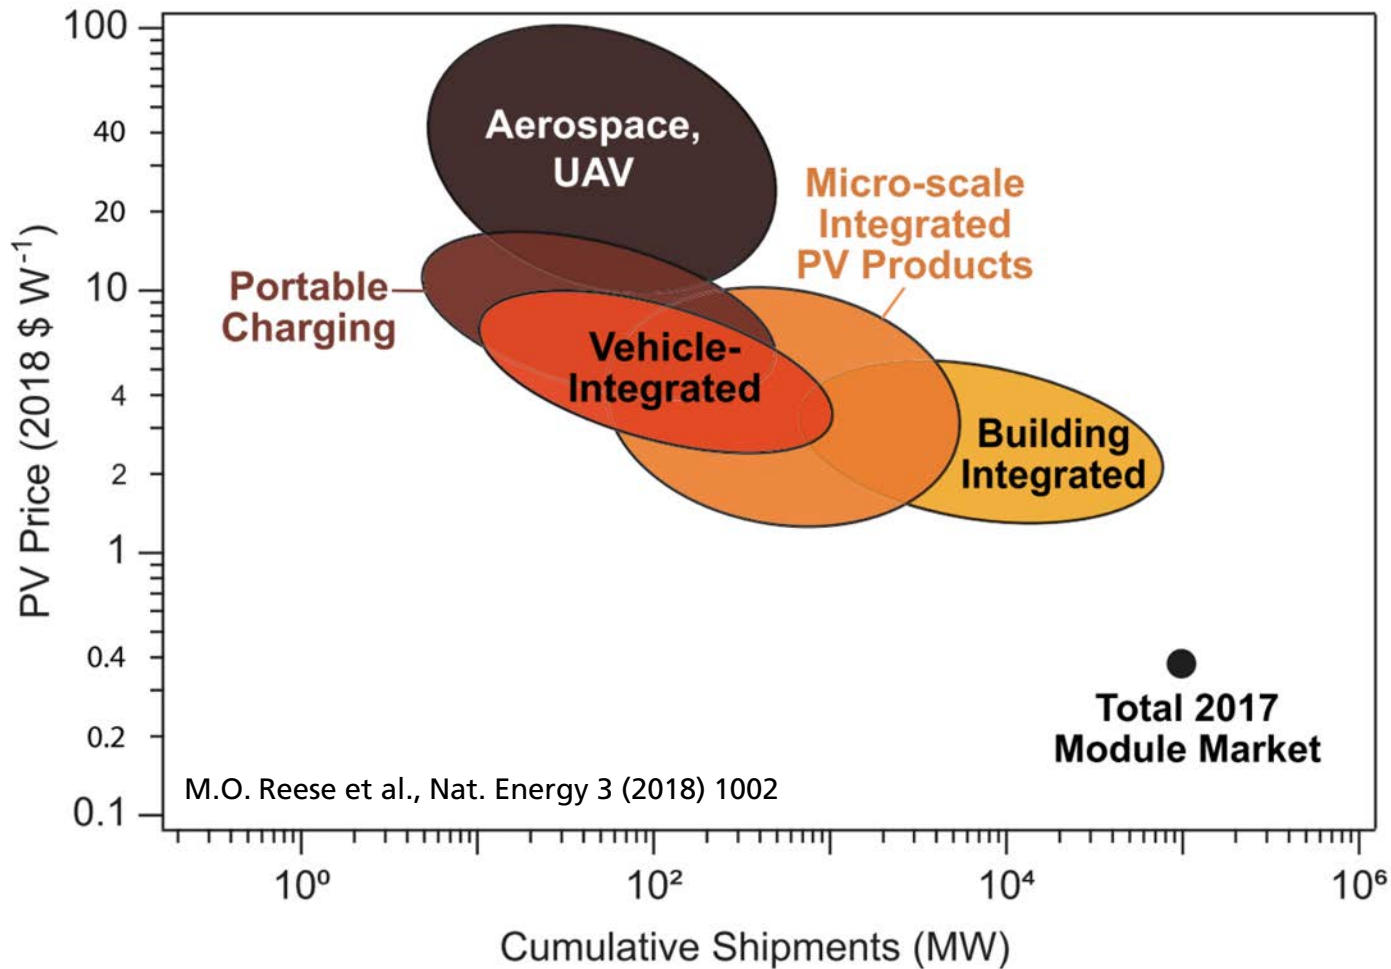 100
40
20
10
4
2
1
0.4
0.2
0.1
PV Price (2018 $ W⁻¹)
Aerospace,
UAV
Micro-scale
Integrated
PV Products
Portable
Charging
Vehicle-
Integrated
Building
Integrated
Total 2017
Module Market
M.O. Reese et al., Nat. Energy 3 (2018) 1002
10⁰ 10² 10⁴ 10⁶
Cumulative Shipments (MW)